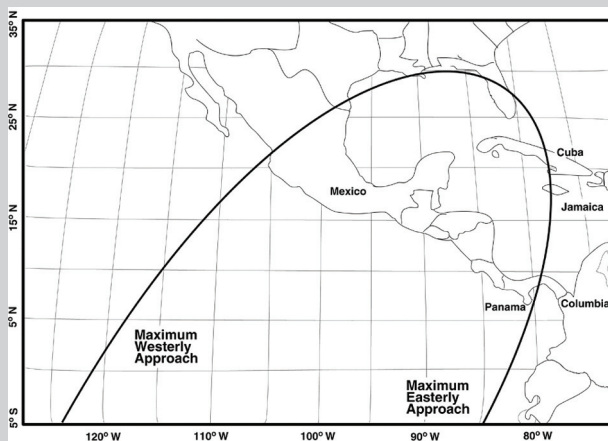 35° N
25° N
15° N
5° N
5° S
Cuba
Mexico
Jamaica
Panama
Columbia
Maximum
Westerly
Approach
Maximum
Easterly
Approach
120° W
110° W
100° W
90° W
80° W